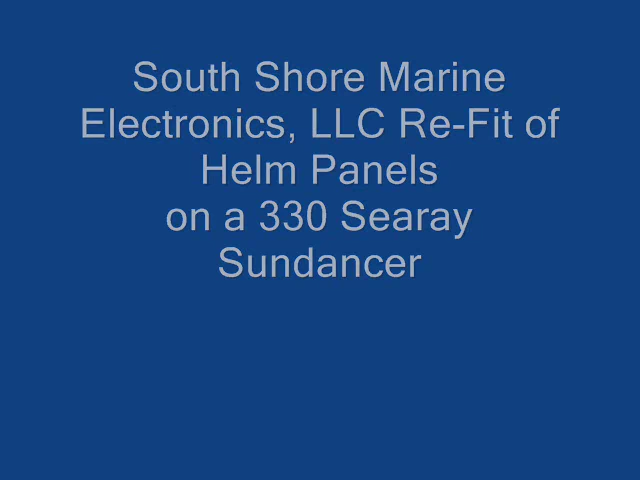 South Shore Marine
Electronics, LLC Re-Fit of
Helm Panels
on a 330 Searay
Sundancer